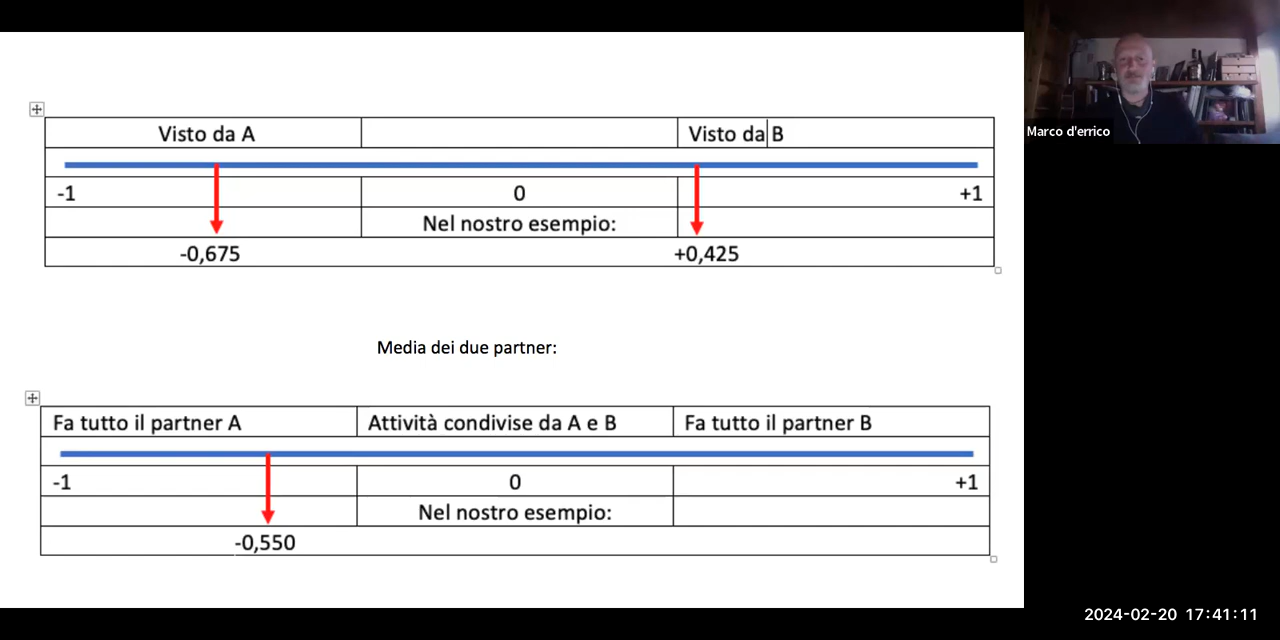 Visto da A
Visto da B
-1
0
+1
Nel nostro esempio:
-0,675
+0,425
Media dei due partner:
Fa tutto il partner A
Attività condivise da A e B
Fa tutto il partner B
-1
0
+1
Nel nostro esempio:
-0,550
Marco d'errico
2024-02-20 17:41:11